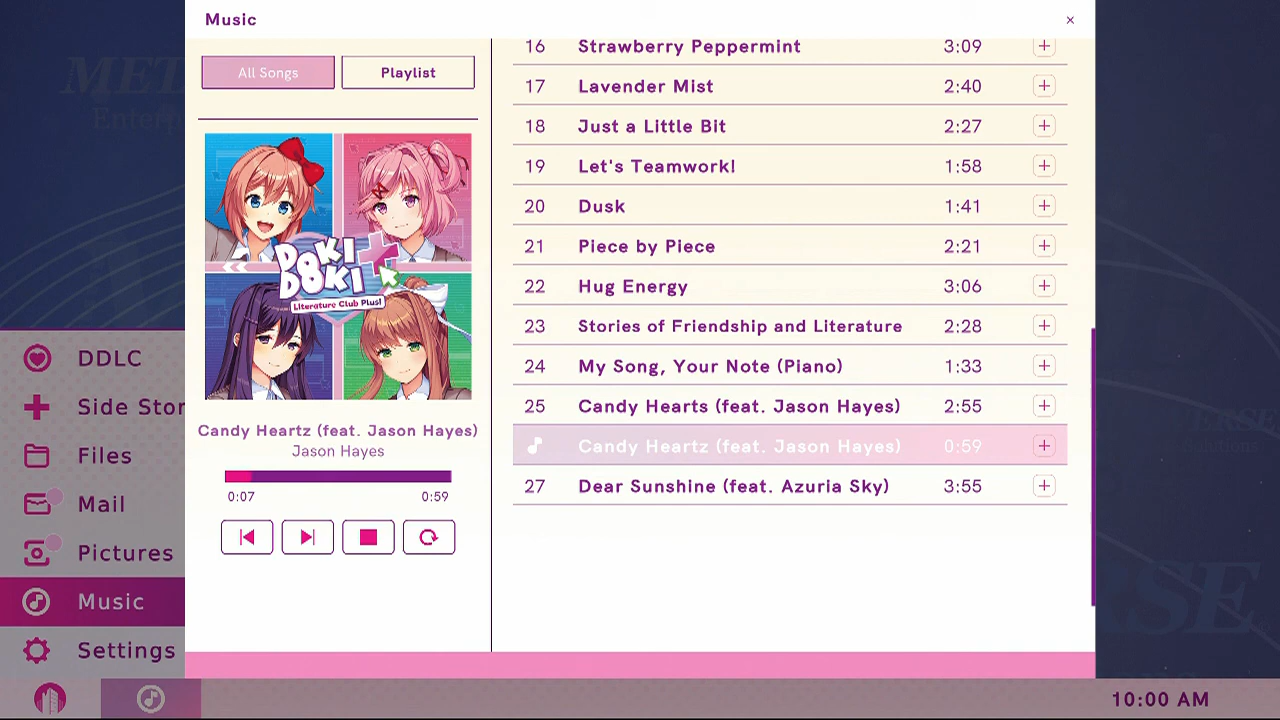 Music
×
All Songs
Playlist
DOKI
DOKI
Literature Club Plus!
Candy Heartz (feat. Jason Hayes)
Jason Hayes
0:07
0:59
16 Strawberry Peppermint 3:09
17 Lavender Mist 2:40
18 Just a Little Bit 2:27
19 Let's Teamwork! 1:58
20 Dusk 1:41
21 Piece by Piece 2:21
22 Hug Energy 3:06
23 Stories of Friendship and Literature 2:28
24 My Song, Your Note (Piano) 1:33
25 Candy Hearts (feat. Jason Hayes) 2:55
Candy Heartz (feat. Jason Hayes) 0:59
27 Dear Sunshine (feat. Azuria Sky) 3:55
DDLC
Side Stor
Files
Mail
Pictures
Music
Settings
MET
Enterp
ERSE
olutions
ERSE
10:00 AM